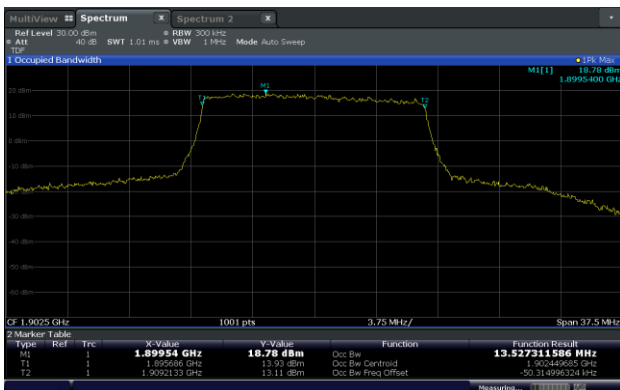 MultiView Spectrum X Spectrum 2 X
Ref Level 30.00 dBm RBW 300 kHz
Att 40 dB SWT 1.01 ms VBW 1 MHz Mode Auto Sweep
TDF
1 Occupied Bandwidth 1Pk Max
M1[1] 18.78 dBm
1.8995400 GHz
M1
20 dBm
T1 T2
10 dBm
0 dBm
-10 dBm
-20 dBm
-30 dBm
-40 dBm
-50 dBm
-60 dBm
CF 1.9025 GHz 1001 pts 3.75 MHz/ Span 37.5 MHz
2 Marker Table
Type Ref Trc X-Value Y-Value Function Function Result
M1 1 1.89954 GHz 18.78 dBm Occ Bw 13.527311586 MHz
T1 1 1.895686 GHz 13.93 dBm Occ Bw Centroid 1.902449685 GHz
T2 1 1.9092133 GHz 13.11 dBm Occ Bw Freq Offset -50.314996324 kHz
Measuring...